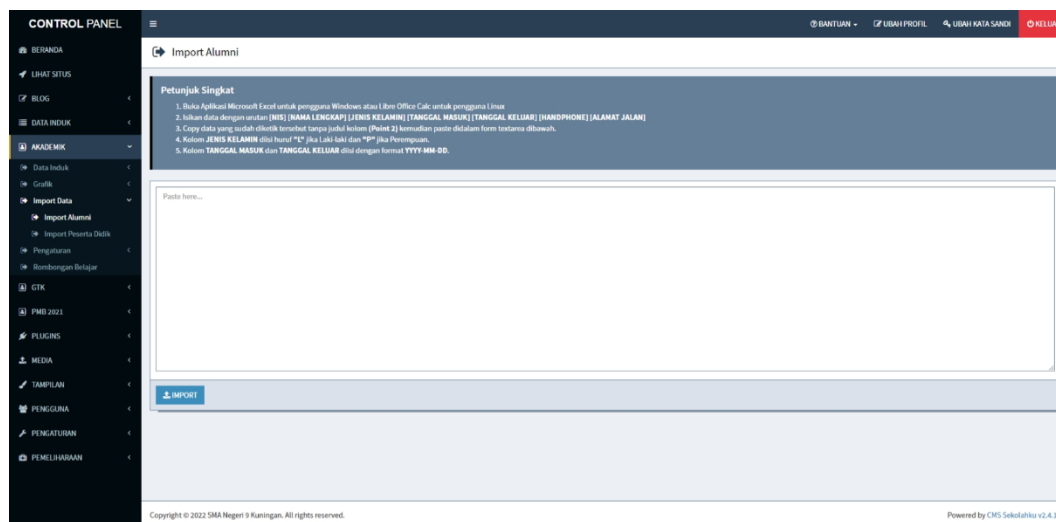 CONTROL PANEL
BANTUAN
UBAH PROFIL
UBAH KATA SANDI
KELUA
BERANDA
LIHAT SITUS
BLOG
DATA INDUK
AKADEMIK
Data Induk
Grafik
Import Data
Import Alumni
Import Peserta Didik
Pengaturan
Rombongan Belajar
GTK
PMB 2021
PLUGINS
MEDIA
TAMPILAN
PENGGUNA
PENGATURAN
PEMELIHARAAN
Import Alumni
Petunjuk Singkat
1. Buka Aplikasi Microsoft Excel untuk pengguna Windows atau Libre Office Calc untuk pengguna Linux
2. Isikan data dengan urutan [NIS] [NAMA LENGKAP] [JENIS KELAMIN] [TANGGAL MASUK] [TANGGAL KELUAR] [HANDPHONE] [ALAMAT JALAN]
3. Copy data yang sudah diketik tersebut tanpa judul kolom (Point 2) kemudian paste didalam form textarea dibawah.
4. Kolom JENIS KELAMIN diisi huruf "L" jika Laki-laki dan "P" jika Perempuan.
5. Kolom TANGGAL MASUK dan TANGGAL KELUAR diisi dengan format YYYY-MM-DD.
Paste here...
IMPORT
Copyright © 2022 SMA Negeri 9 Kuningan. All rights reserved.
Powered by CMS Sekolahku v2.4.